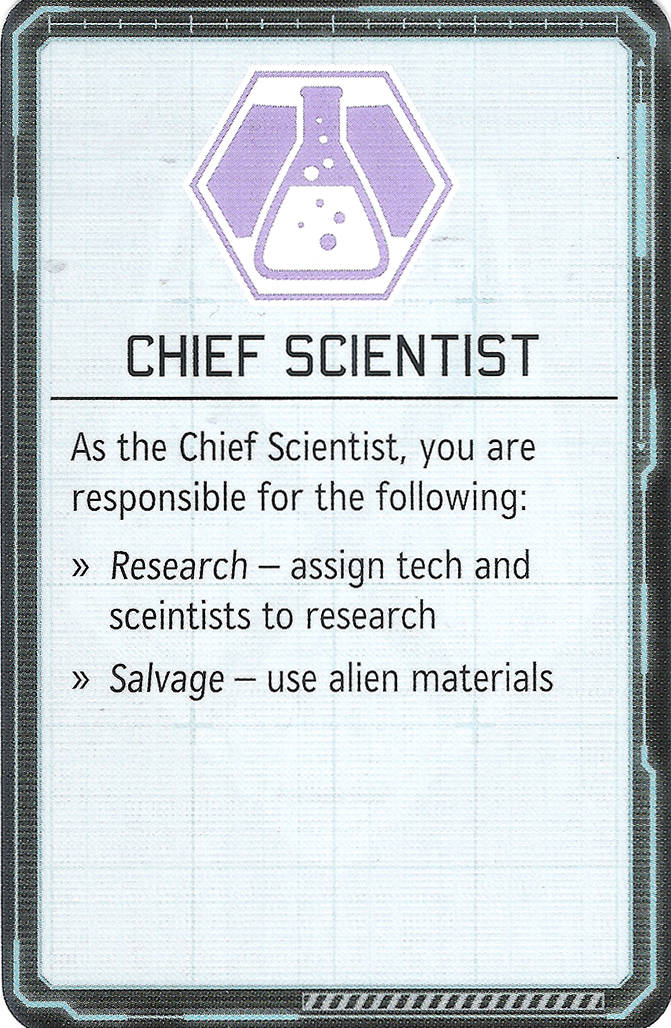 CHIEF SCIENTIST
As the Chief Scientist, you are
responsible for the following:
» Research – assign tech and
sceintists to research
» Salvage – use alien materials